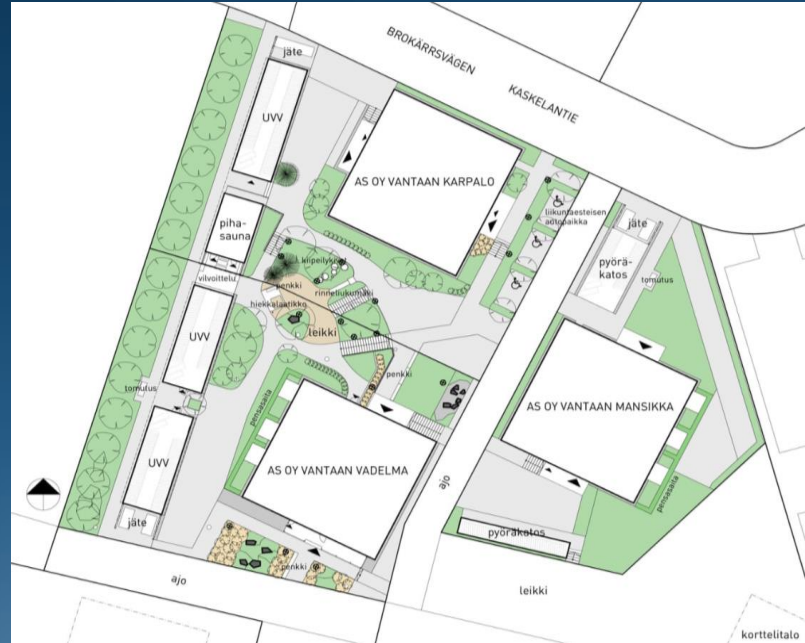 BROKÄRRSVÄGEN
KASKELANTIE
jäte
UVV
AS OY VANTAAN KARPALO
liikuntaesteisen
autopaikka
jäte
pyörä-
katos
tomutus
piha-
sauna
vilvoittelu
kiipeilykivet
penkki
rinneliukumäki
hiekkalaatikko
leikki
UVV
tomutus
penkki
AS OY VANTAAN MANSIKKA
pensasaita
AS OY VANTAAN VADELMA
UVV
jäte
ajo
pensasaita
pyöräkatos
penkki
ajo
leikki
korttelitalo